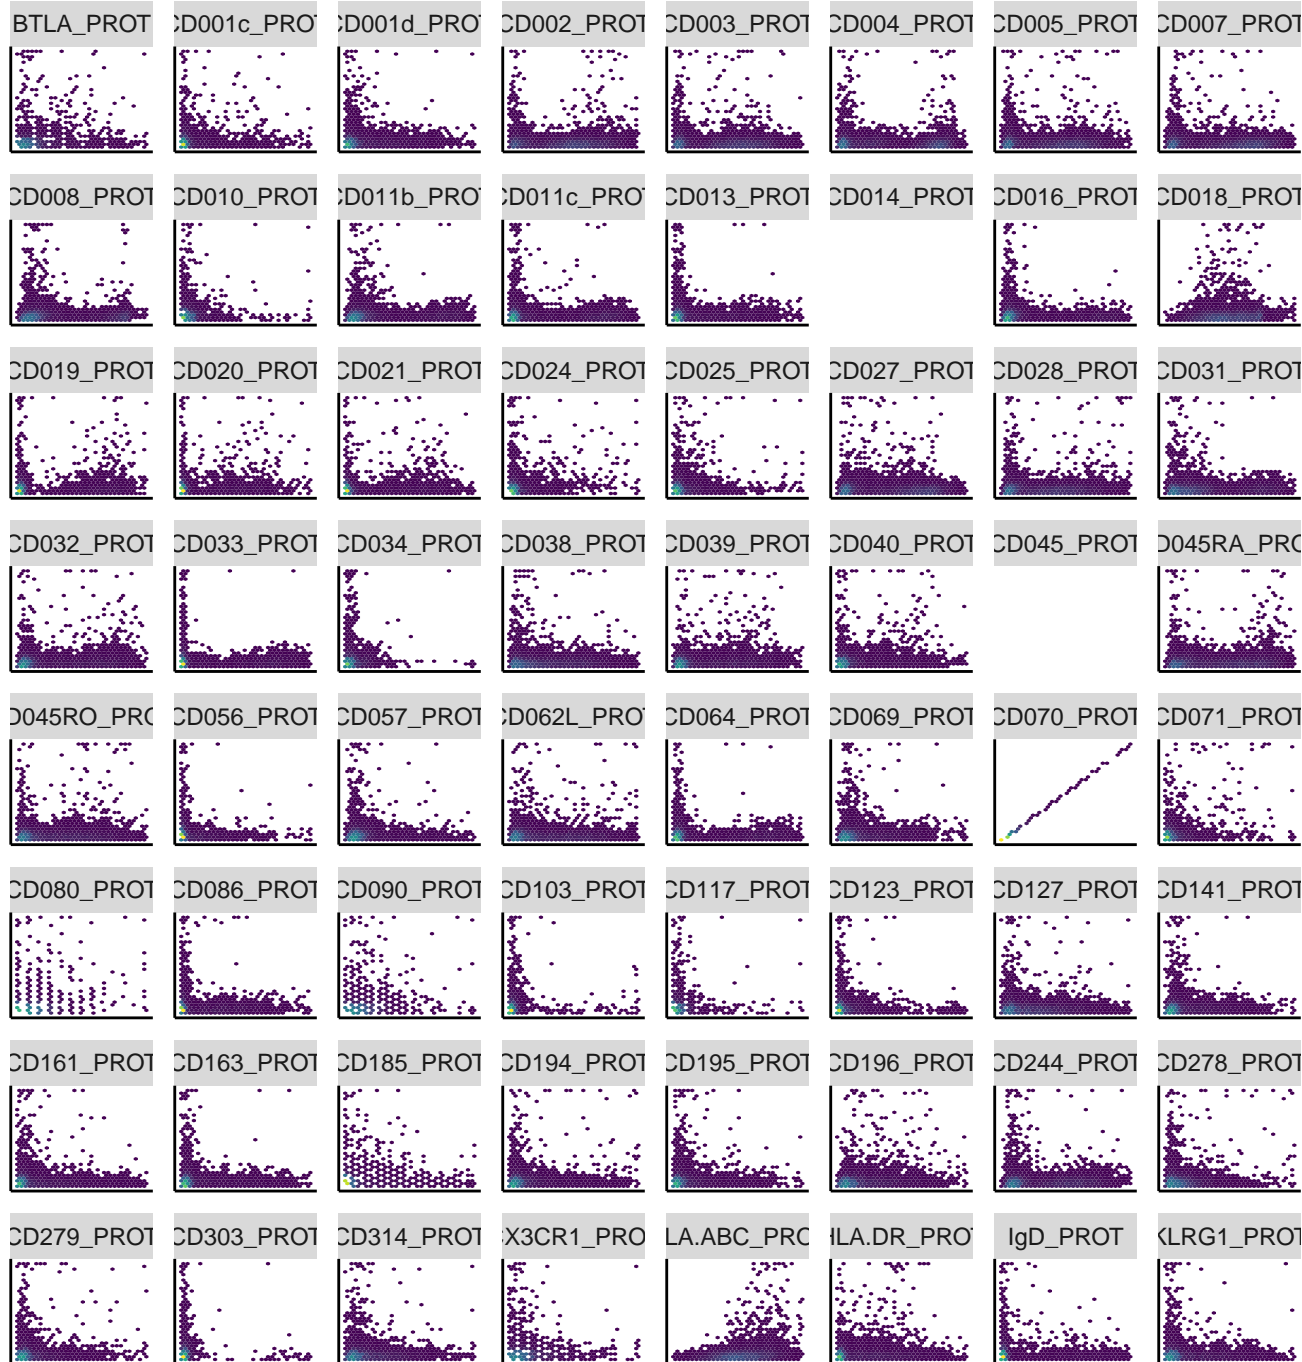 BTLA_PROT CD001c_PROT CD001d_PROT CD002_PROT CD003_PROT CD004_PROT CD005_PROT CD007_PROT
CD008_PROT CD010_PROT CD011b_PROT CD011c_PROT CD013_PROT CD014_PROT CD016_PROT CD018_PROT
CD019_PROT CD020_PROT CD021_PROT CD024_PROT CD025_PROT CD027_PROT CD028_PROT CD031_PROT
CD032_PROT CD033_PROT CD034_PROT CD038_PROT CD039_PROT CD040_PROT CD045_PROT D045RA_PRO
D045RO_PRO CD056_PROT CD057_PROT CD062L_PROT CD064_PROT CD069_PROT CD070_PROT CD071_PROT
CD080_PROT CD086_PROT CD090_PROT CD103_PROT CD117_PROT CD123_PROT CD127_PROT CD141_PROT
CD161_PROT CD163_PROT CD185_PROT CD194_PROT CD195_PROT CD196_PROT CD244_PROT CD278_PROT
CD279_PROT CD303_PROT CD314_PROT CX3CR1_PRO LA.ABC_PRO HLA.DR_PROT IgD_PROT KLRG1_PROT